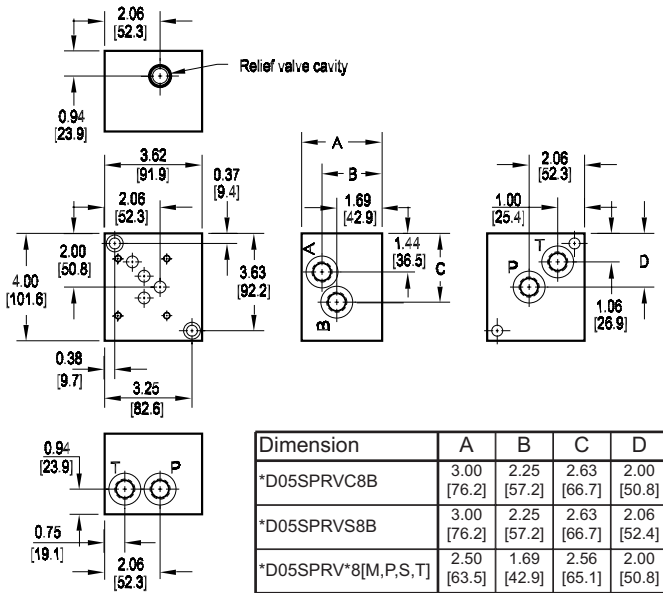 2.06
[52.3]
Relief valve cavity
0.94
[23.9]
3.62
[91.9]
0.37
[9.4]
2.06
[52.3]
2.00
[50.8]
4.00
[101.6]
3.63
[92.2]
0.38
[9.7]
3.25
[82.6]
A
B
1.69
[42.9]
1.44
[36.5]
C
A
B
2.06
[52.3]
1.00
[25.4]
T
P
D
1.06
[26.9]
0.94
[23.9]
T P
0.75
[19.1]
2.06
[52.3]
Dimension A B C D
*D05SPRVC8B 3.00 2.25 2.63 2.00
[76.2] [57.2] [66.7] [50.8]
*D05SPRVS8B 3.00 2.25 2.63 2.06
[76.2] [57.2] [66.7] [52.4]
*D05SPRV*8[M,P,S,T] 2.50 1.69 2.56 2.00
[63.5] [42.9] [65.1] [50.8]